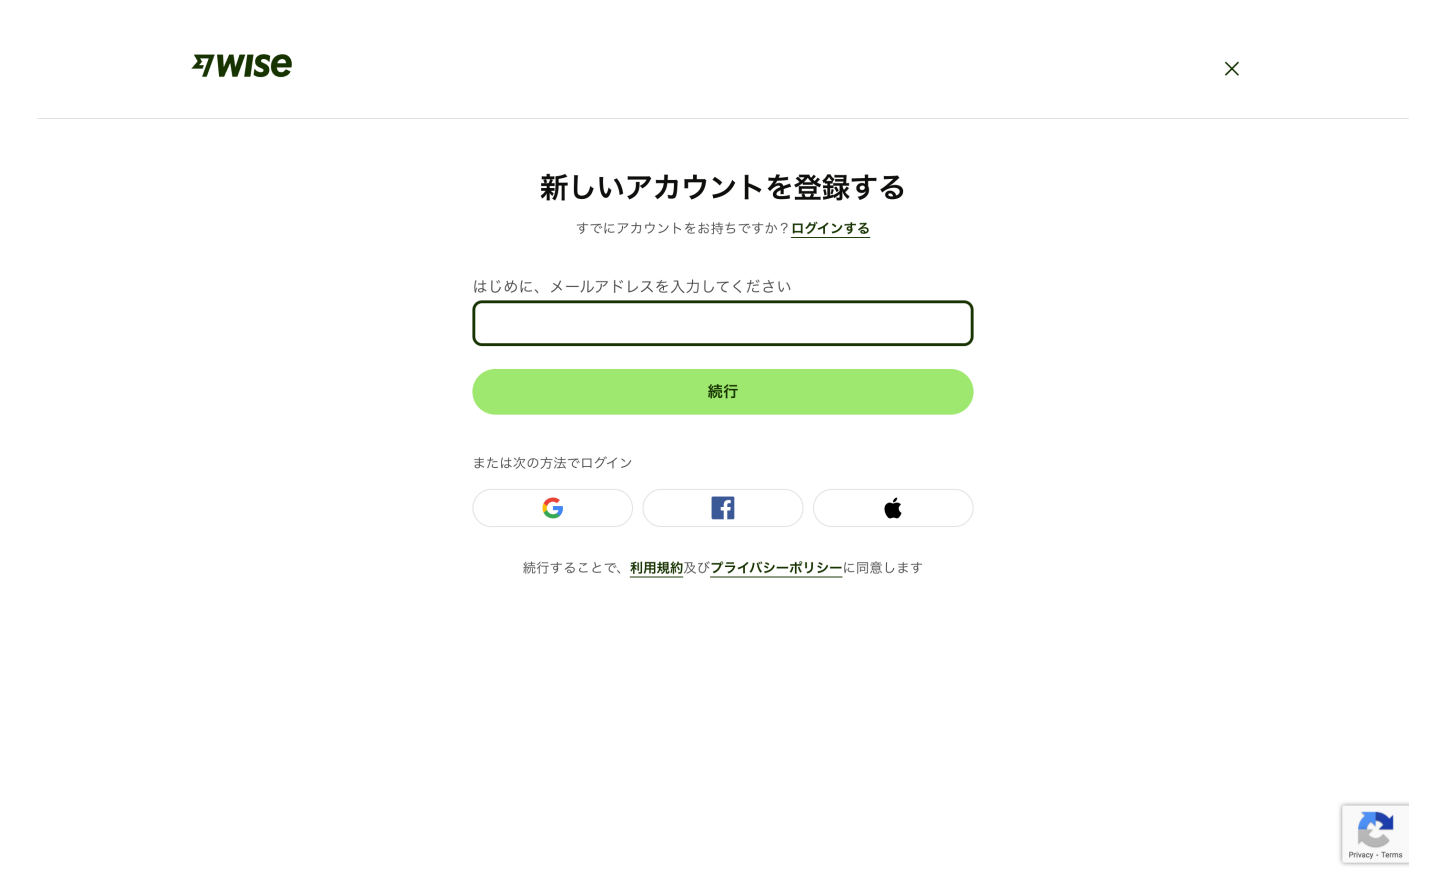 wise
新しいアカウントを登録する
すでにアカウントをお持ちですか？ログインする
はじめに、メールアドレスを入力してください
続行
または次の方法でログイン
続行することで、利用規約及びプライバシーポリシーに同意します
Privacy - Terms